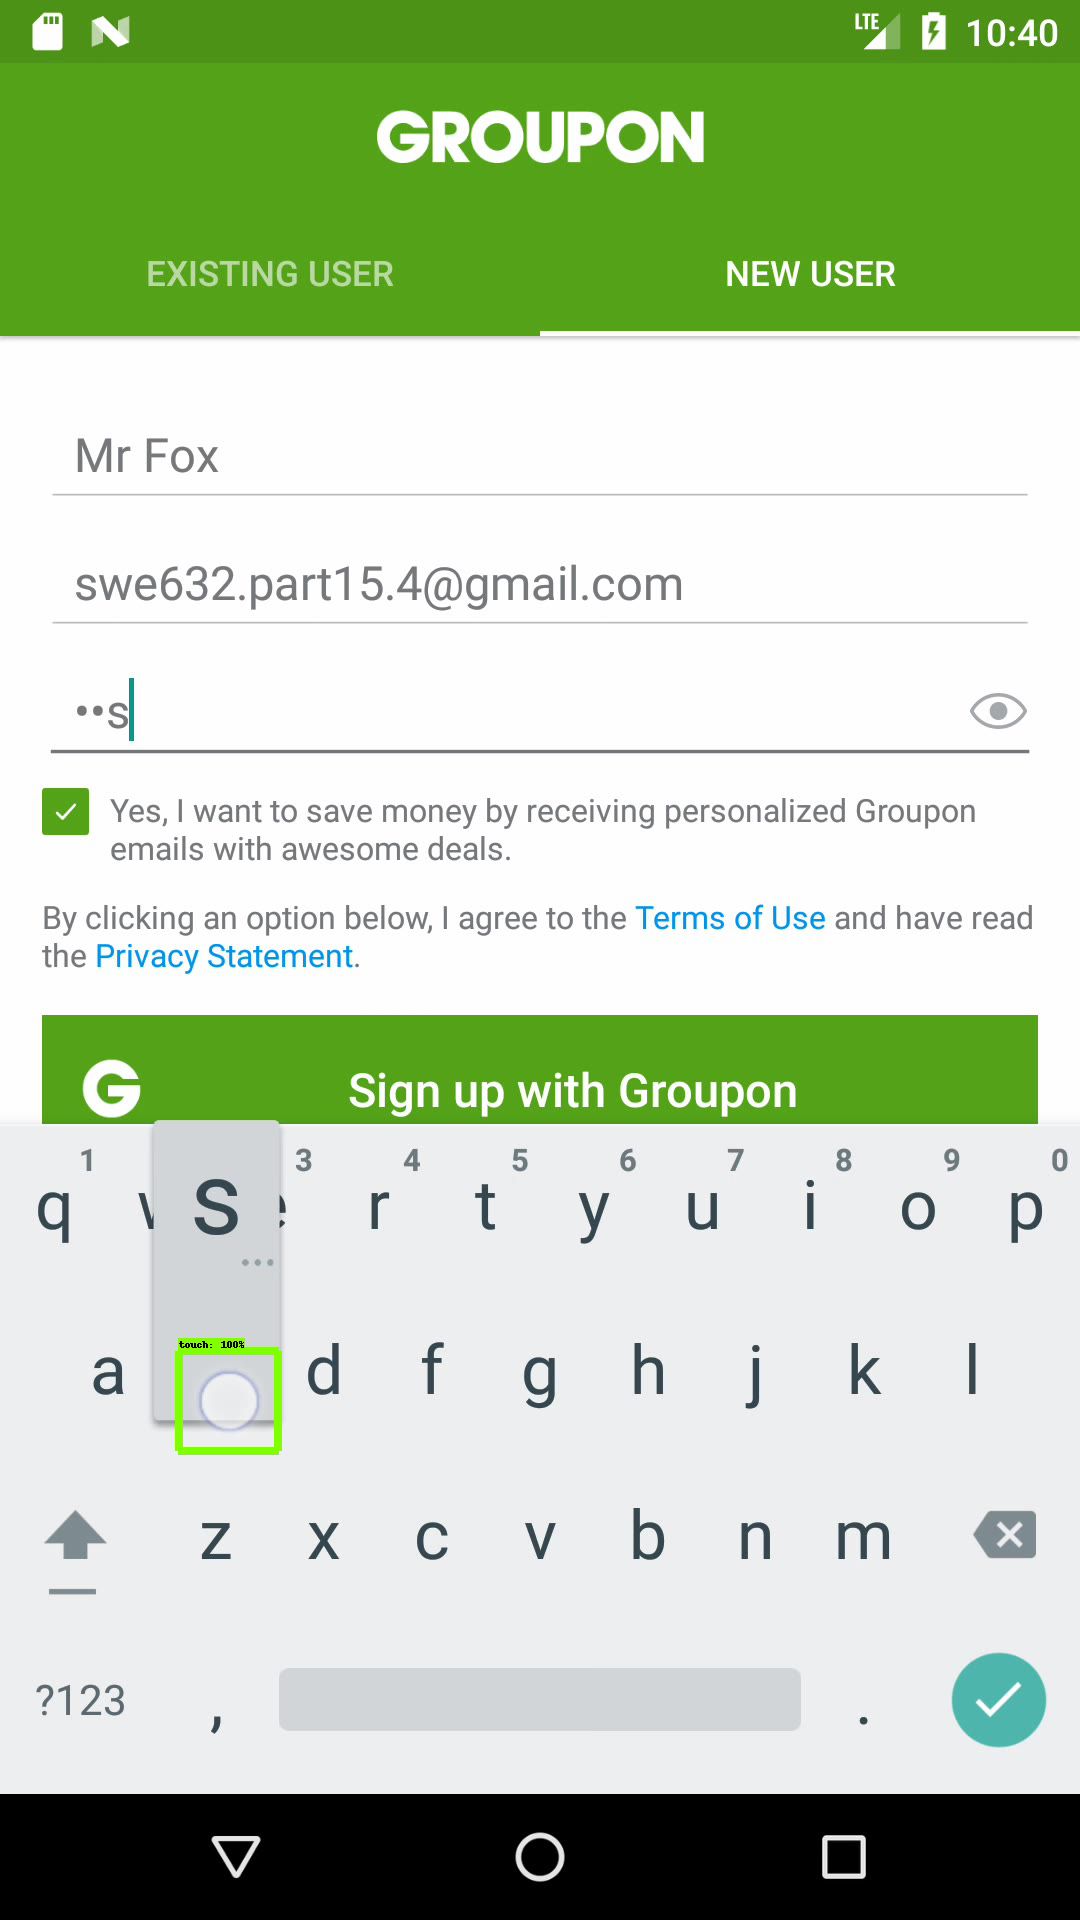 LTE 10:40
GROUPON
EXISTING USER NEW USER
Mr Fox
swe632.part15.4@gmail.com
••s
Yes, I want to save money by receiving personalized Groupon
emails with awesome deals.
By clicking an option below, I agree to the Terms of Use and have read
the Privacy Statement.
G Sign up with Groupon
1 3 4 5 6 7 8 9 0
q w s e r t y u i o p
...
touch: 100%
a d f g h j k l
z x c v b n m
?123 , .